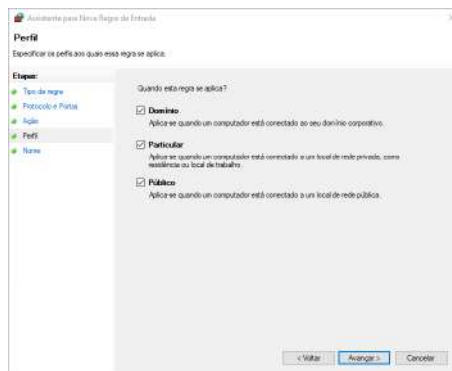 Assistente para Nova Regra de Entrada
Perfil
Especificar os perfis aos quais essa regra se aplica.
Etapas:
Tipo de regra
Protocolo e Portas
Ação
Perfil
Nome
Quando esta regra se aplica?
Domínio
Aplica-se quando um computador está conectado ao seu domínio corporativo.
Particular
Aplica-se quando um computador está conectado a um local de rede privada, como
residência ou local de trabalho.
Público
Aplica-se quando um computador está conectado a um local de rede pública.
< Voltar
Avançar >
Cancelar